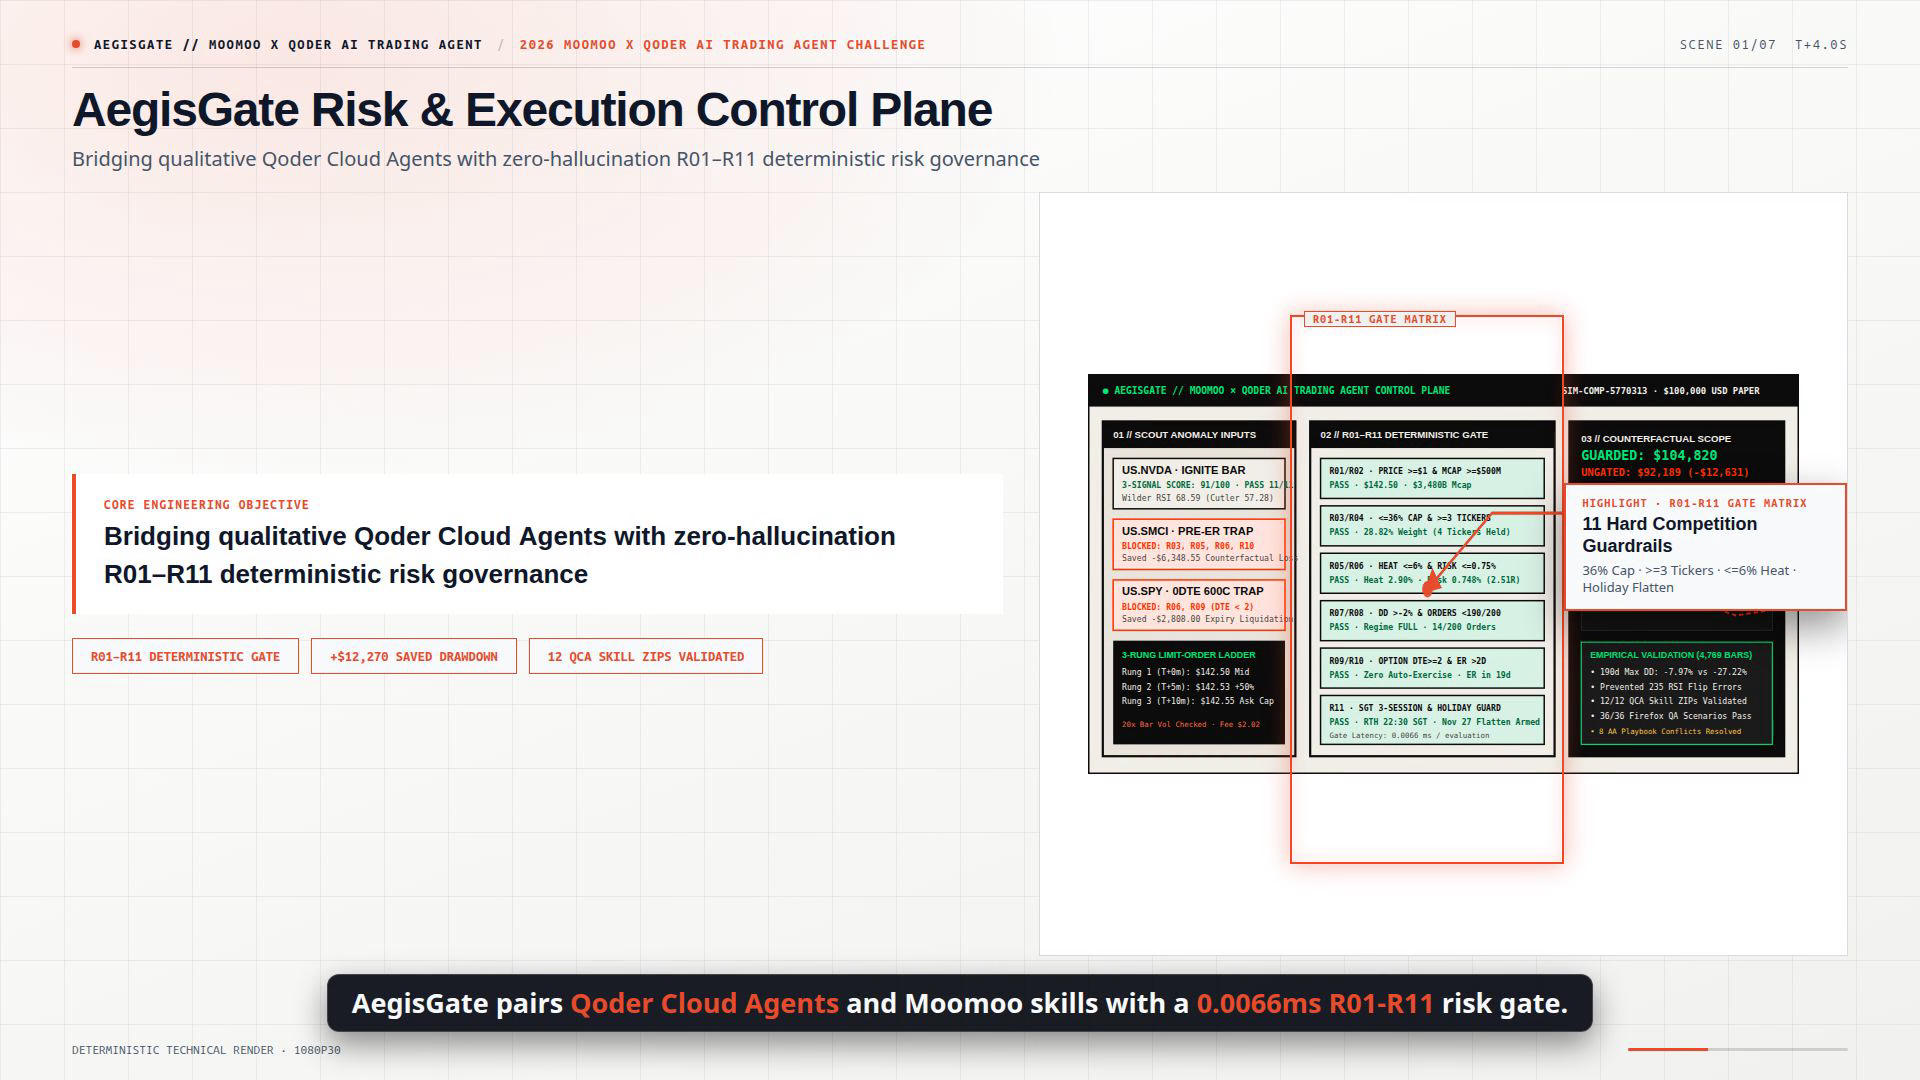 AEGISGATE // MOOMOO X QODER AI TRADING AGENT / 2026 MOOMOO X QODER AI TRADING AGENT CHALLENGE
SCENE 01/07 T+4.0S
AegisGate Risk & Execution Control Plane
Bridging qualitative Qoder Cloud Agents with zero-hallucination R01–R11 deterministic risk governance
CORE ENGINEERING OBJECTIVE
Bridging qualitative Qoder Cloud Agents with zero-hallucination
R01–R11 deterministic risk governance
R01–R11 DETERMINISTIC GATE
+$12,270 SAVED DRAWDOWN
12 QCA SKILL ZIPS VALIDATED
R01-R11 GATE MATRIX
● AEGISGATE // MOOMOO × QODER AI TRADING AGENT CONTROL PLANE
SIM-COMP-5770313 · $100,000 USD PAPER
01 // SCOUT ANOMALY INPUTS
US.NVDA · IGNITE BAR
3-SIGNAL SCORE: 91/100 · PASS 11/11
Wilder RSI 68.59 (Cutler 57.28)
US.SMCI · PRE-ER TRAP
BLOCKED: R03, R05, R06, R10
Saved -$6,348.55 Counterfactual Loss
US.SPY · 0DTE 600C TRAP
BLOCKED: R06, R09 (DTE < 2)
Saved -$2,808.00 Expiry Liquidation
3-RUNG LIMIT-ORDER LADDER
Rung 1 (T+0m): $142.50 Mid
Rung 2 (T+5m): $142.53 +50%
Rung 3 (T+10m): $142.55 Ask Cap
20x Bar Vol Checked · Fee $2.02
02 // R01–R11 DETERMINISTIC GATE
R01/R02 · PRICE >=$1 & MCAP >=$500M
PASS · $142.50 · $3,480B Mcap
R03/R04 · <=36% CAP & >=3 TICKERS
PASS · 28.82% Weight (4 Tickers Held)
R05/R06 · HEAT <=6% & RISK <=0.75%
PASS · Heat 2.90% · Risk 0.748% (2.51R)
R07/R08 · DD >-2% & ORDERS <190/200
PASS · Regime FULL · 14/200 Orders
R09/R10 · OPTION DTE>=2 & ER >2D
PASS · Zero Auto-Exercise · ER in 19d
R11 · SGT 3-SESSION & HOLIDAY GUARD
PASS · RTH 22:30 SGT · Nov 27 Flatten Armed
Gate Latency: 0.0066 ms / evaluation
03 // COUNTERFACTUAL SCOPE
GUARDED: $104,820
UNGATED: $92,189 (-$12,631)
HIGHLIGHT · R01-R11 GATE MATRIX
11 Hard Competition
Guardrails
36% Cap · >=3 Tickers · <=6% Heat ·
Holiday Flatten
EMPIRICAL VALIDATION (4,769 BARS)
• 190d Max DD: -7.97% vs -27.22%
• Prevented 235 RSI Flip Errors
• 12/12 QCA Skill ZIPs Validated
• 36/36 Firefox QA Scenarios Pass
• 8 AA Playbook Conflicts Resolved
AegisGate pairs Qoder Cloud Agents and Moomoo skills with a 0.0066ms R01-R11 risk gate.
DETERMINISTIC TECHNICAL RENDER · 1080P30